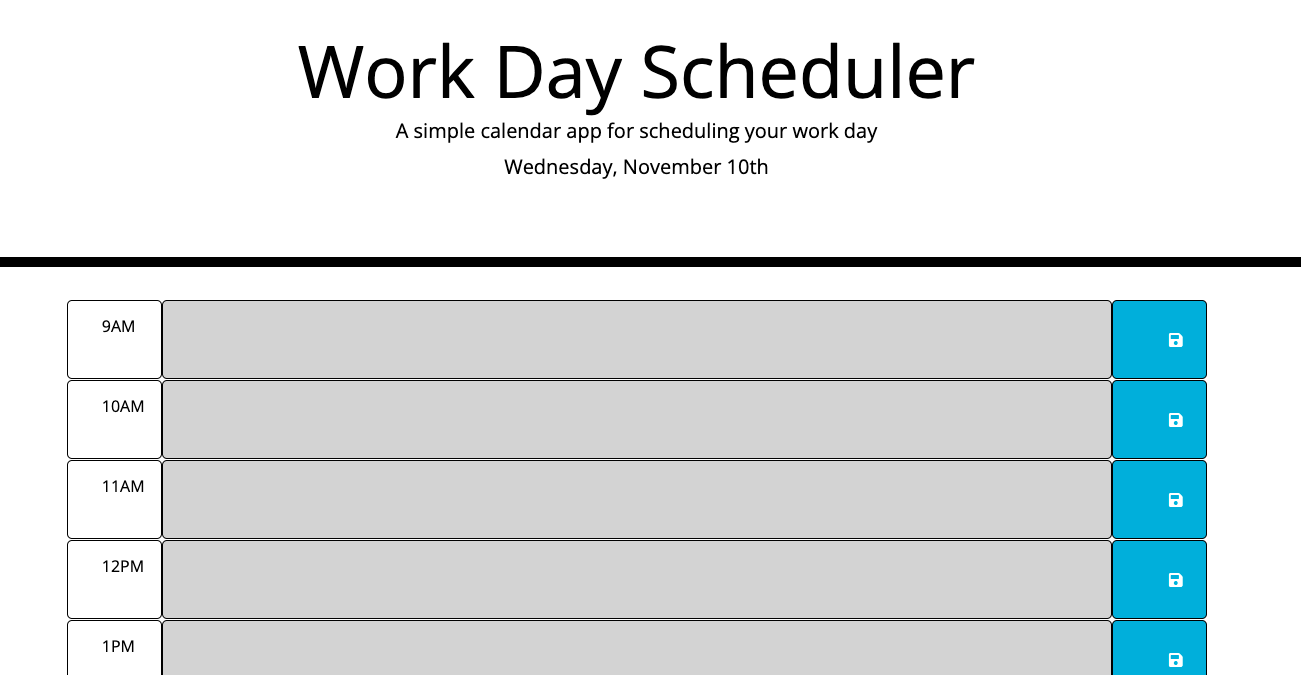 Work Day Scheduler
A simple calendar app for scheduling your work day
Wednesday, November 10th
9AM
10AM
11AM
12PM
1PM